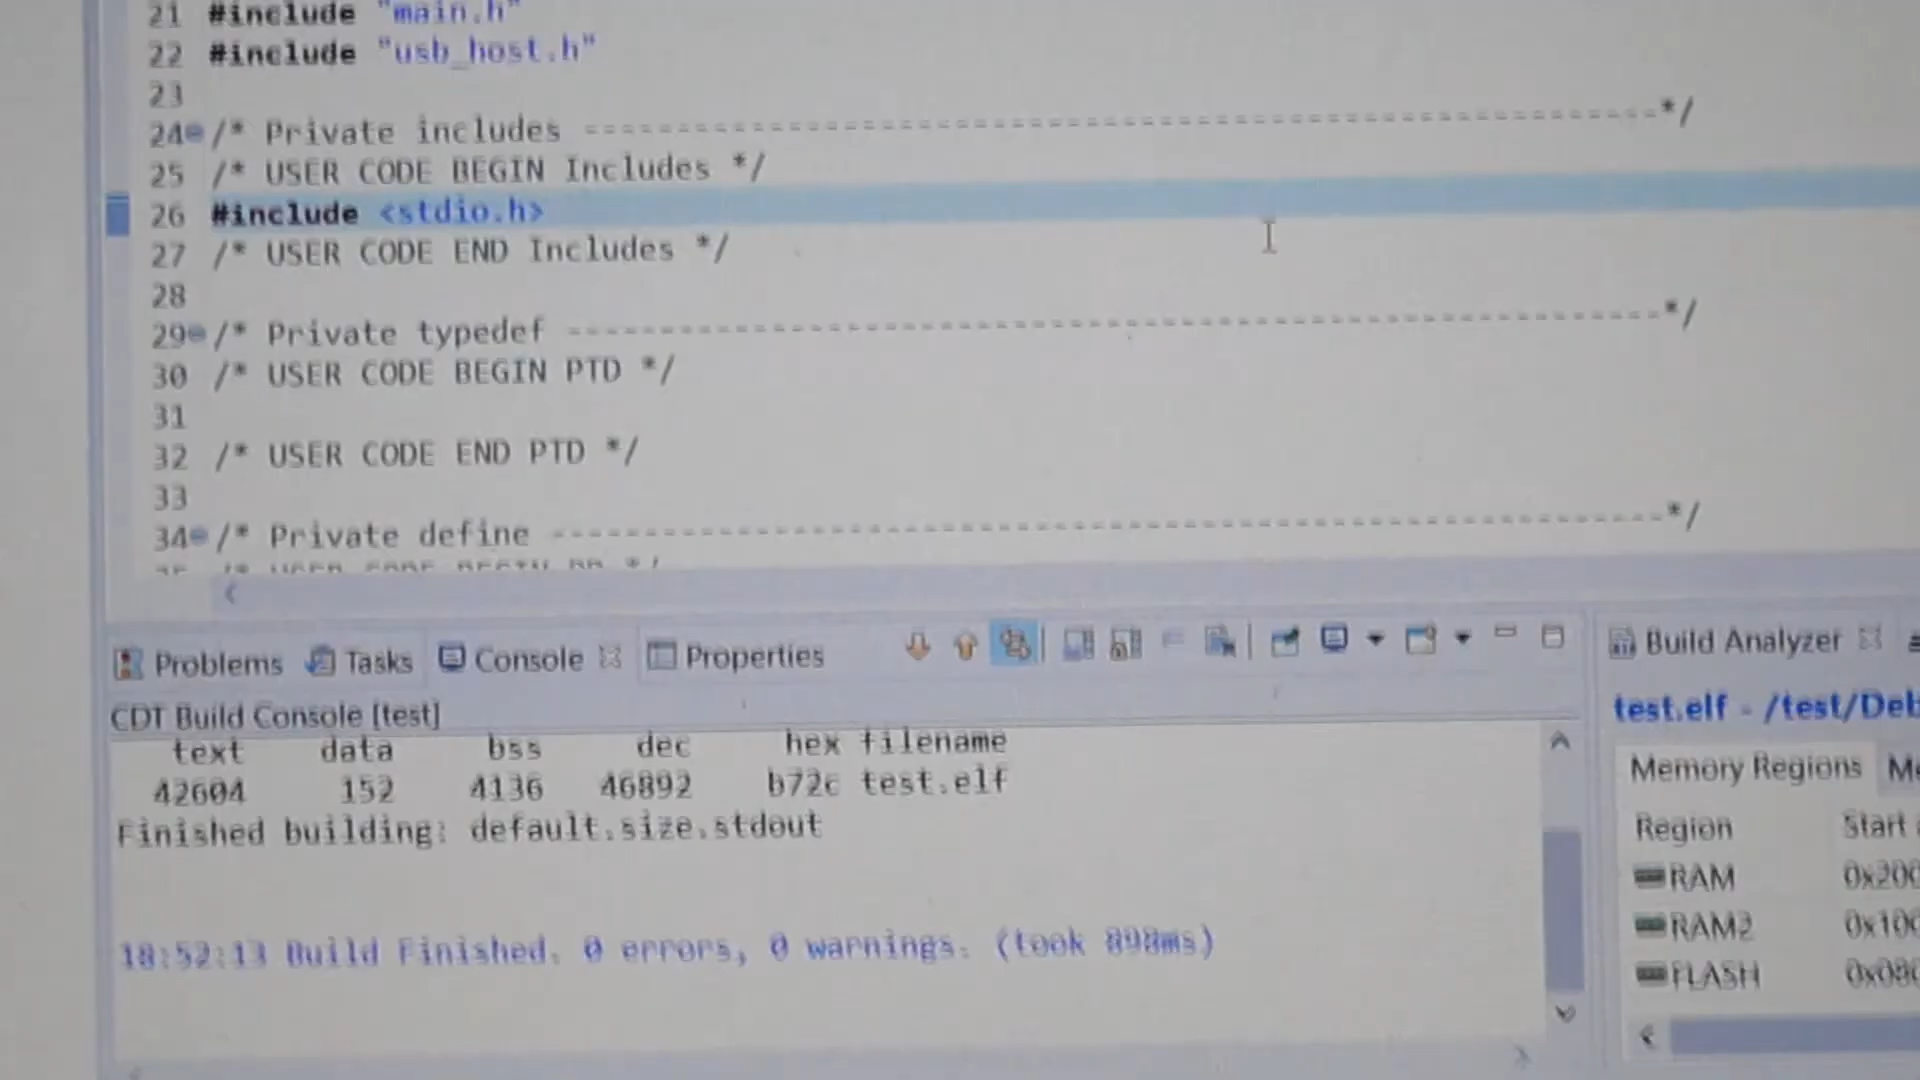 21 #include "main.h"
22 #include "usb_host.h"
23
24 /* Private includes ----------------------------------------------------------*/
25 /* USER CODE BEGIN Includes */
26 #include <stdio.h>
27 /* USER CODE END Includes */
28
29 /* Private typedef -----------------------------------------------------------*/
30 /* USER CODE BEGIN PTD */
31
32 /* USER CODE END PTD */
33
34 /* Private define ------------------------------------------------------------*/
Problems Tasks Console Properties
CDT Build Console [test]
text data bss dec hex filename
42604 152 4136 46892 b72c test.elf
Finished building: default.size.stdout
18:52:13 Build Finished. 0 errors, 0 warnings. (took 898ms)
Build Analyzer
test.elf - /test/Deb
Memory Regions Me
Region Start
RAM 0x200
RAM2 0x100
FLASH 0x080